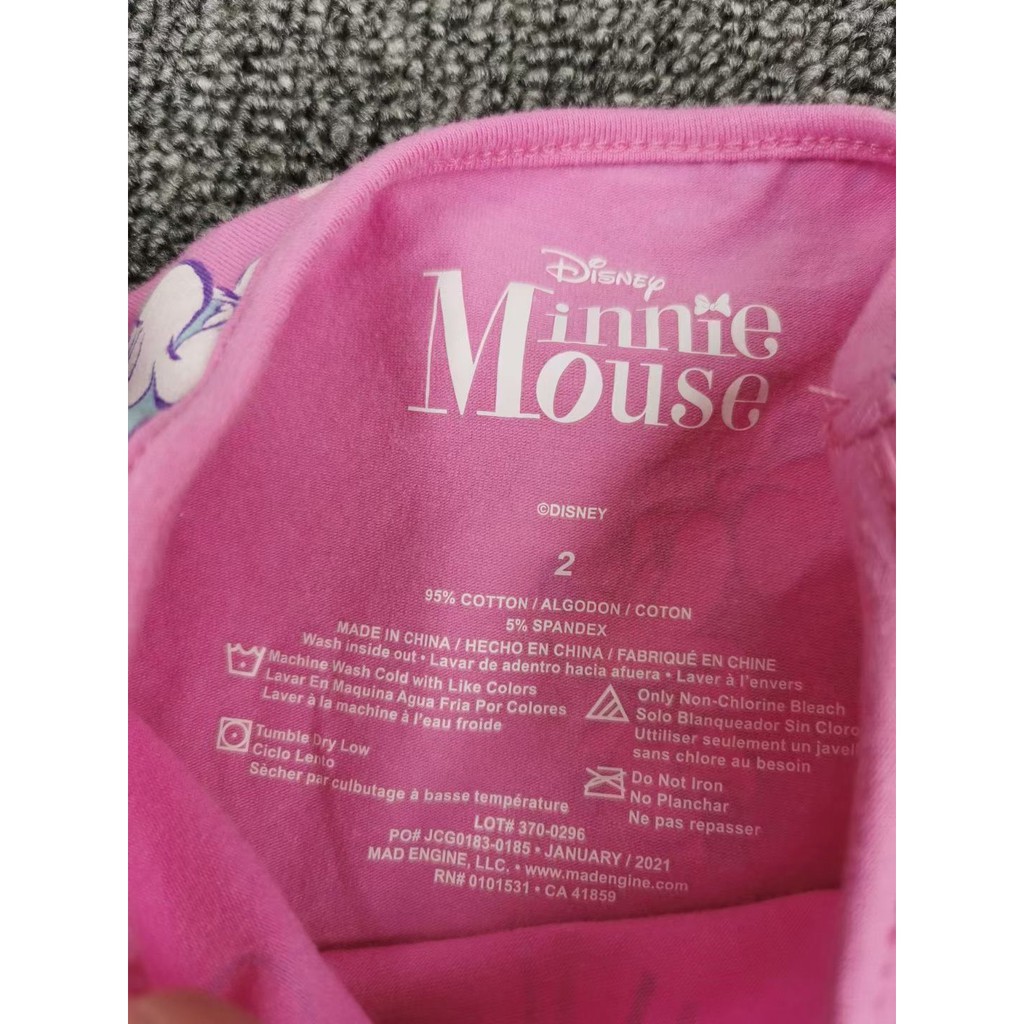 Disney
Minnie
Mouse
©DISNEY
2
95% COTTON / ALGODON / COTON
5% SPANDEX
MADE IN CHINA / HECHO EN CHINA / FABRIQUÉ EN CHINE
Wash inside out • Lavar de adentro hacia afuera • Laver à l'envers
Machine Wash Cold with Like Colors
Lavar En Maquina Agua Fria Por Colores
Laver à la machine à l'eau froide
Only Non-Chlorine Bleach
Solo Blanqueador Sin Cloro
Utiliser seulement un javel
sans chlore au besoin
Tumble Dry Low
Ciclo Lento
Sècher par culbutage à basse température
Do Not Iron
No Planchar
Ne pas repasser
LOT# 370-0296
PO# JCG0183-0185 • JANUARY / 2021
MAD ENGINE, LLC. • www.madengine.com
RN# 0101531 • CA 41859